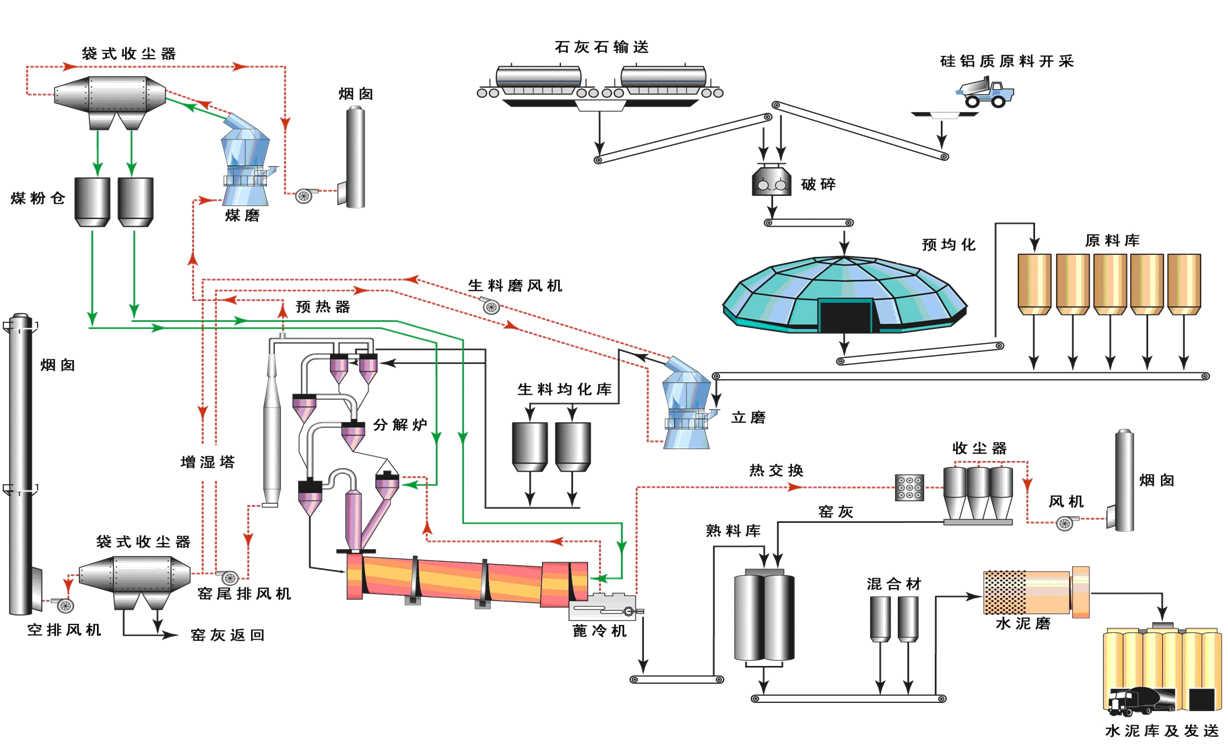 石灰石输送
袋式收尘器
硅铝质原料开采
烟囱
破碎
煤粉仓
煤磨
预均化
原料库
生料磨风机
预热器
烟囱
生料均化库
立磨
分解炉
收尘器
增湿塔
热交换
烟囱
风机
窑灰
熟料库
袋式收尘器
混合材
窑尾排风机
水泥磨
空排风机
窑灰返回
蓖冷机
水泥库及发送